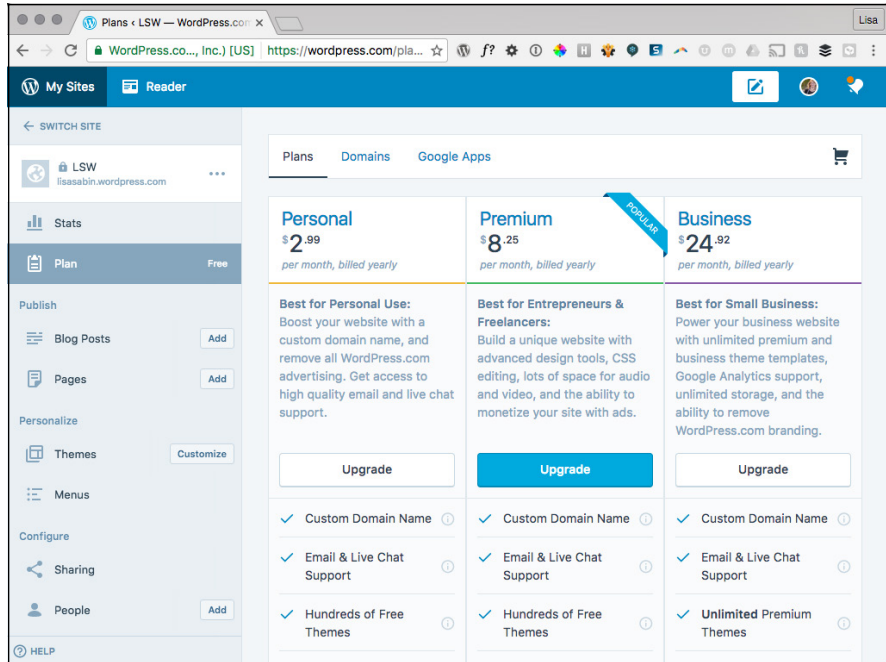 Plans ‹ LSW — WordPress.com
Lisa
WordPress.co..., Inc.) [US]
https://wordpress.com/pla...
f?
My Sites
Reader
SWITCH SITE
LSW
lisasabin.wordpress.com
Stats
Plan
Free
Publish
Blog Posts
Add
Pages
Add
Personalize
Themes
Customize
Menus
Configure
Sharing
People
Add
HELP
Plans
Domains
Google Apps
Personal
$2.99
per month, billed yearly
Best for Personal Use:
Boost your website with a
custom domain name, and
remove all WordPress.com
advertising. Get access to
high quality email and live chat
support.
Upgrade
Custom Domain Name
Email & Live Chat
Support
Hundreds of Free
Themes
Premium
POPULAR
$8.25
per month, billed yearly
Best for Entrepreneurs &
Freelancers:
Build a unique website with
advanced design tools, CSS
editing, lots of space for audio
and video, and the ability to
monetize your site with ads.
Upgrade
Custom Domain Name
Email & Live Chat
Support
Hundreds of Free
Themes
Business
$24.92
per month, billed yearly
Best for Small Business:
Power your business website
with unlimited premium and
business theme templates,
Google Analytics support,
unlimited storage, and the
ability to remove
WordPress.com branding.
Upgrade
Custom Domain Name
Email & Live Chat
Support
Unlimited Premium
Themes